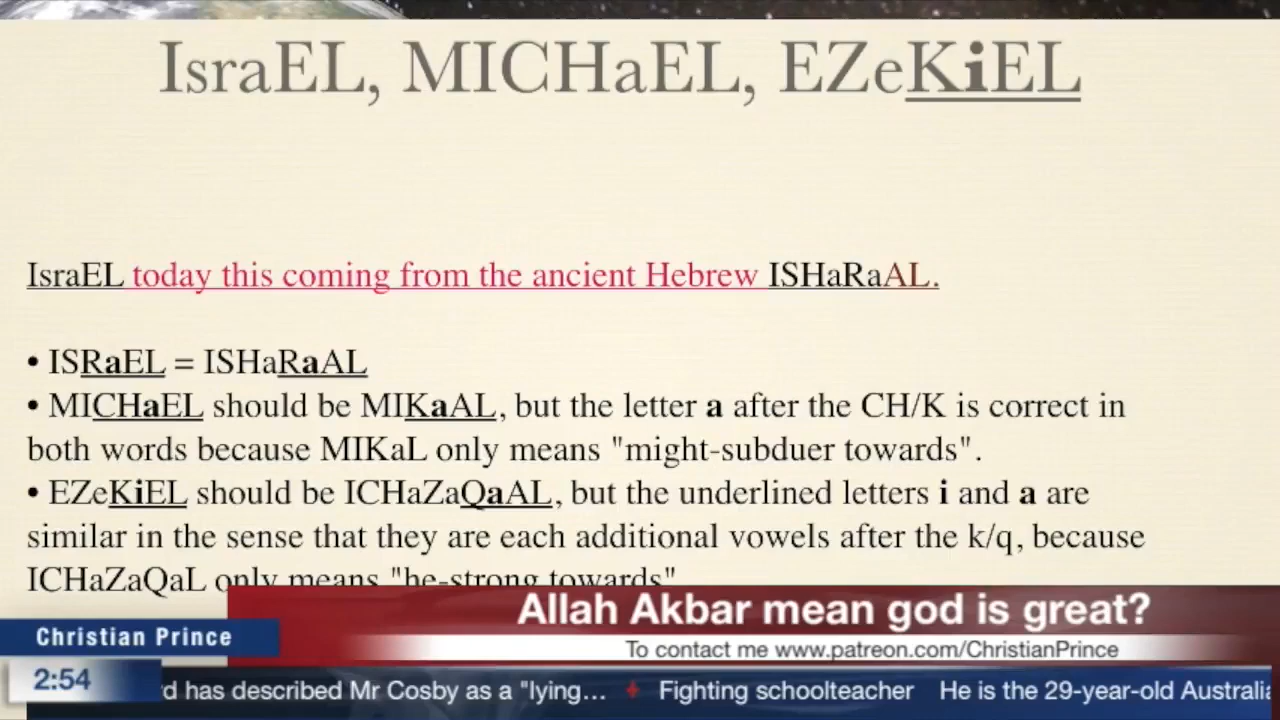 IsraEL, MICHaEL, EZeKiEL
IsraEL today this coming from the ancient Hebrew ISHaRaAL.
• ISRaEL = ISHaRaAL
• MICHaEL should be MIKaAL, but the letter a after the CH/K is correct in
both words because MIKaL only means "might-subduer towards".
• EZeKiEL should be ICHaZaQaAL, but the underlined letters i and a are
similar in the sense that they are each additional vowels after the k/q, because
ICHaZaQaL only means "he-strong towards"
Allah Akbar mean god is great?
Christian Prince
To contact me www.patreon.com/ChristianPrince
2:54
d has described Mr Cosby as a "lying... Fighting schoolteacher He is the 29-year-old Australia